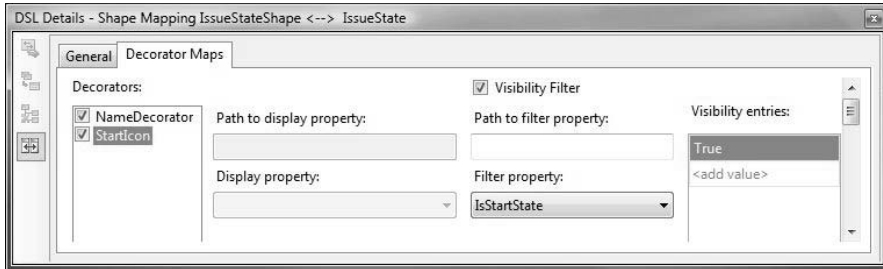 DSL Details - Shape Mapping IssueStateShape <--> IssueState
General
Decorator Maps
Decorators:
NameDecorator
StartIcon
Path to display property:
Display property:
Visibility Filter
Path to filter property:
Filter property:
IsStartState
Visibility entries:
True
<add value>